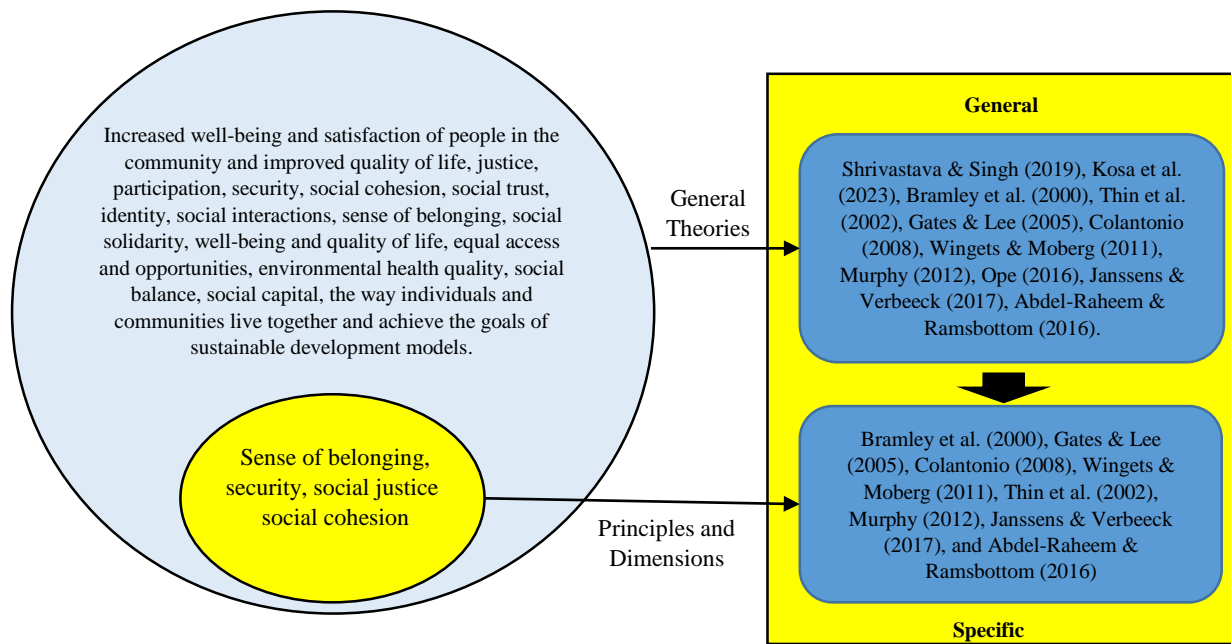 Increased well-being and satisfaction of people in the
community and improved quality of life, justice,
participation, security, social cohesion, social trust,
identity, social interactions, sense of belonging, social
solidarity, well-being and quality of life, equal access
and opportunities, environmental health quality, social
balance, social capital, the way individuals and
communities live together and achieve the goals of
sustainable development models.
Sense of belonging,
security, social justice
social cohesion
General
Theories
Principles and
Dimensions
General
Shrivastava & Singh (2019), Kosa et al.
(2023), Bramley et al. (2000), Thin et al.
(2002), Gates & Lee (2005), Colantonio
(2008), Wingets & Moberg (2011),
Murphy (2012), Ope (2016), Janssens &
Verbeeck (2017), Abdel-Raheem &
Ramsbottom (2016).
Bramley et al. (2000), Gates & Lee
(2005), Colantonio (2008), Wingets &
Moberg (2011), Thin et al. (2002),
Murphy (2012), Janssens & Verbeeck
(2017), and Abdel-Raheem &
Ramsbottom (2016)
Specific